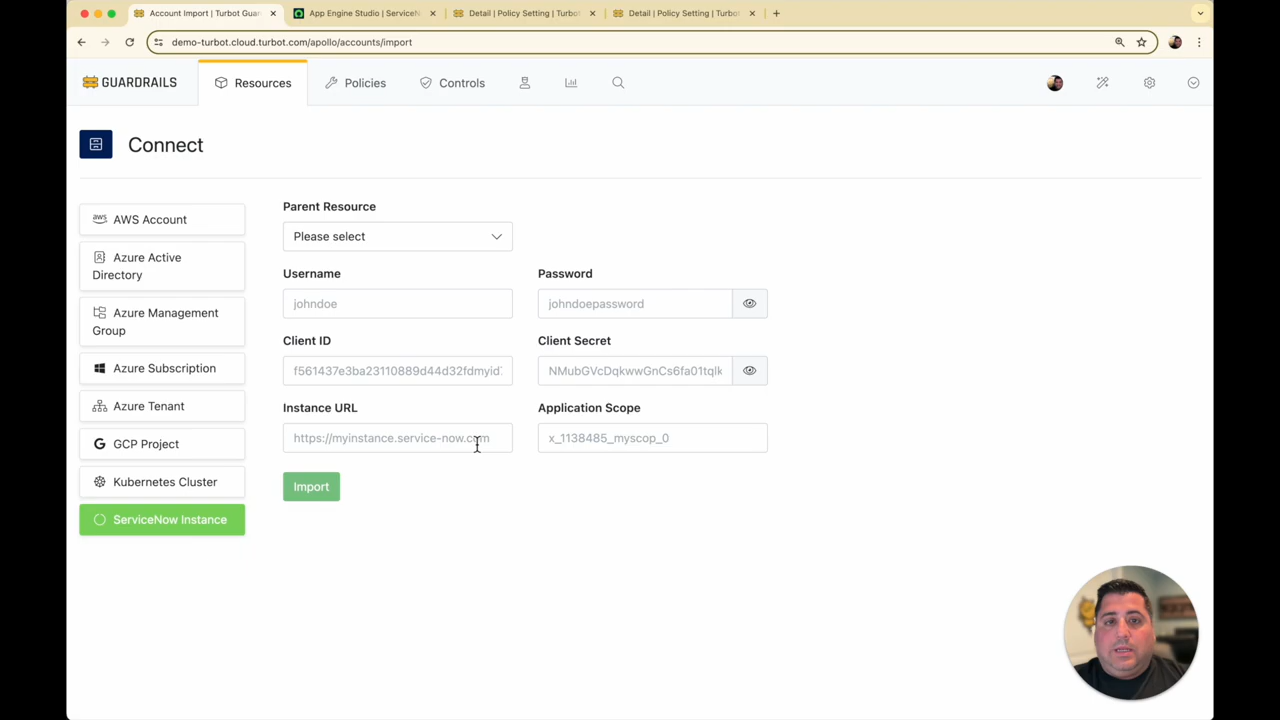 Account Import | Turbot Guar
App Engine Studio | ServiceN
Detail | Policy Setting | Turbot
Detail | Policy Setting | Turbot
demo-turbot.cloud.turbot.com/apollo/accounts/import
GUARDRAILS
Resources
Policies
Controls
Connect
AWS Account
Azure Active
Directory
Azure Management
Group
Azure Subscription
Azure Tenant
GCP Project
Kubernetes Cluster
ServiceNow Instance
Parent Resource
Please select
Username
Password
johndoe
johndoepassword
Client ID
Client Secret
f561437e3ba23110889d44d32fdmyid
NMubGVcDqkwwGnCs6fa01tqlk
Instance URL
Application Scope
https://myinstance.service-now.com
x_1138485_myscop_0
Import